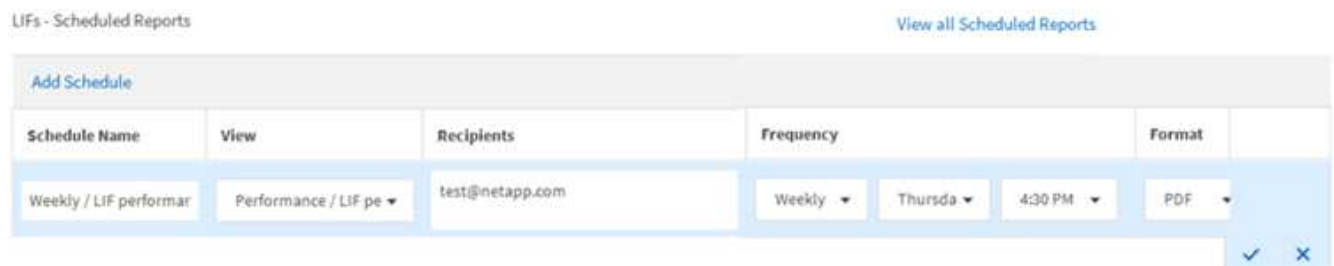 LIFs - Scheduled Reports View all Scheduled Reports
Add Schedule
Schedule Name View Recipients Frequency Format
Weekly / LIF performar Performance / LIF pe test@netapp.com Weekly Thursda 4:30 PM PDF